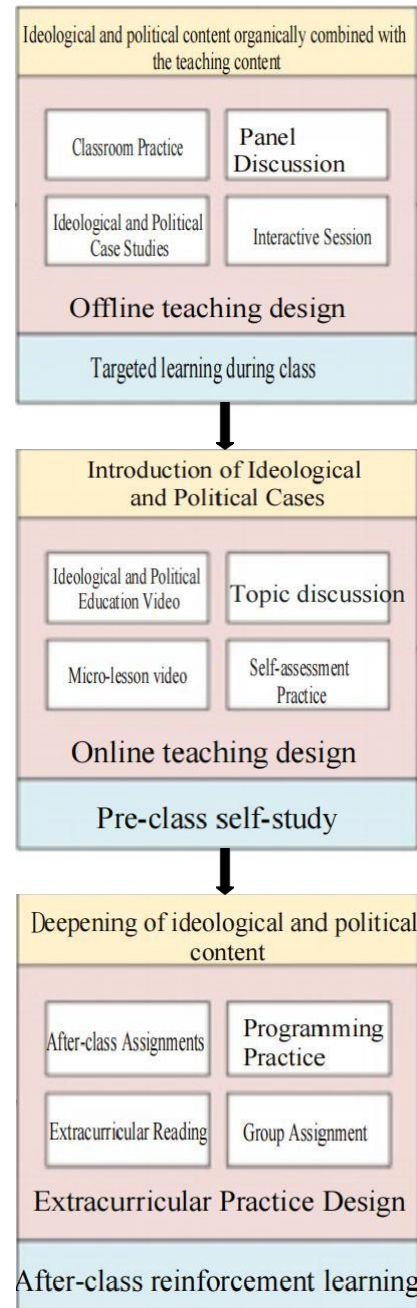 Ideological and political content organically combined with
the teaching content
Classroom Practice
Panel
Discussion
Ideological and Political
Case Studies
Interactive Session
Offline teaching design
Targeted learning during class
Introduction of Ideological
and Political Cases
Ideological and Political
Education Video
Topic discussion
Micro-lesson video
Self-assessment
Practice
Online teaching design
Pre-class self-study
Deepening of ideological and political
content
After-class Assignments
Programming
Practice
Extracurricular Reading
Group Assignment
Extracurricular Practice Design
After-class reinforcement learning